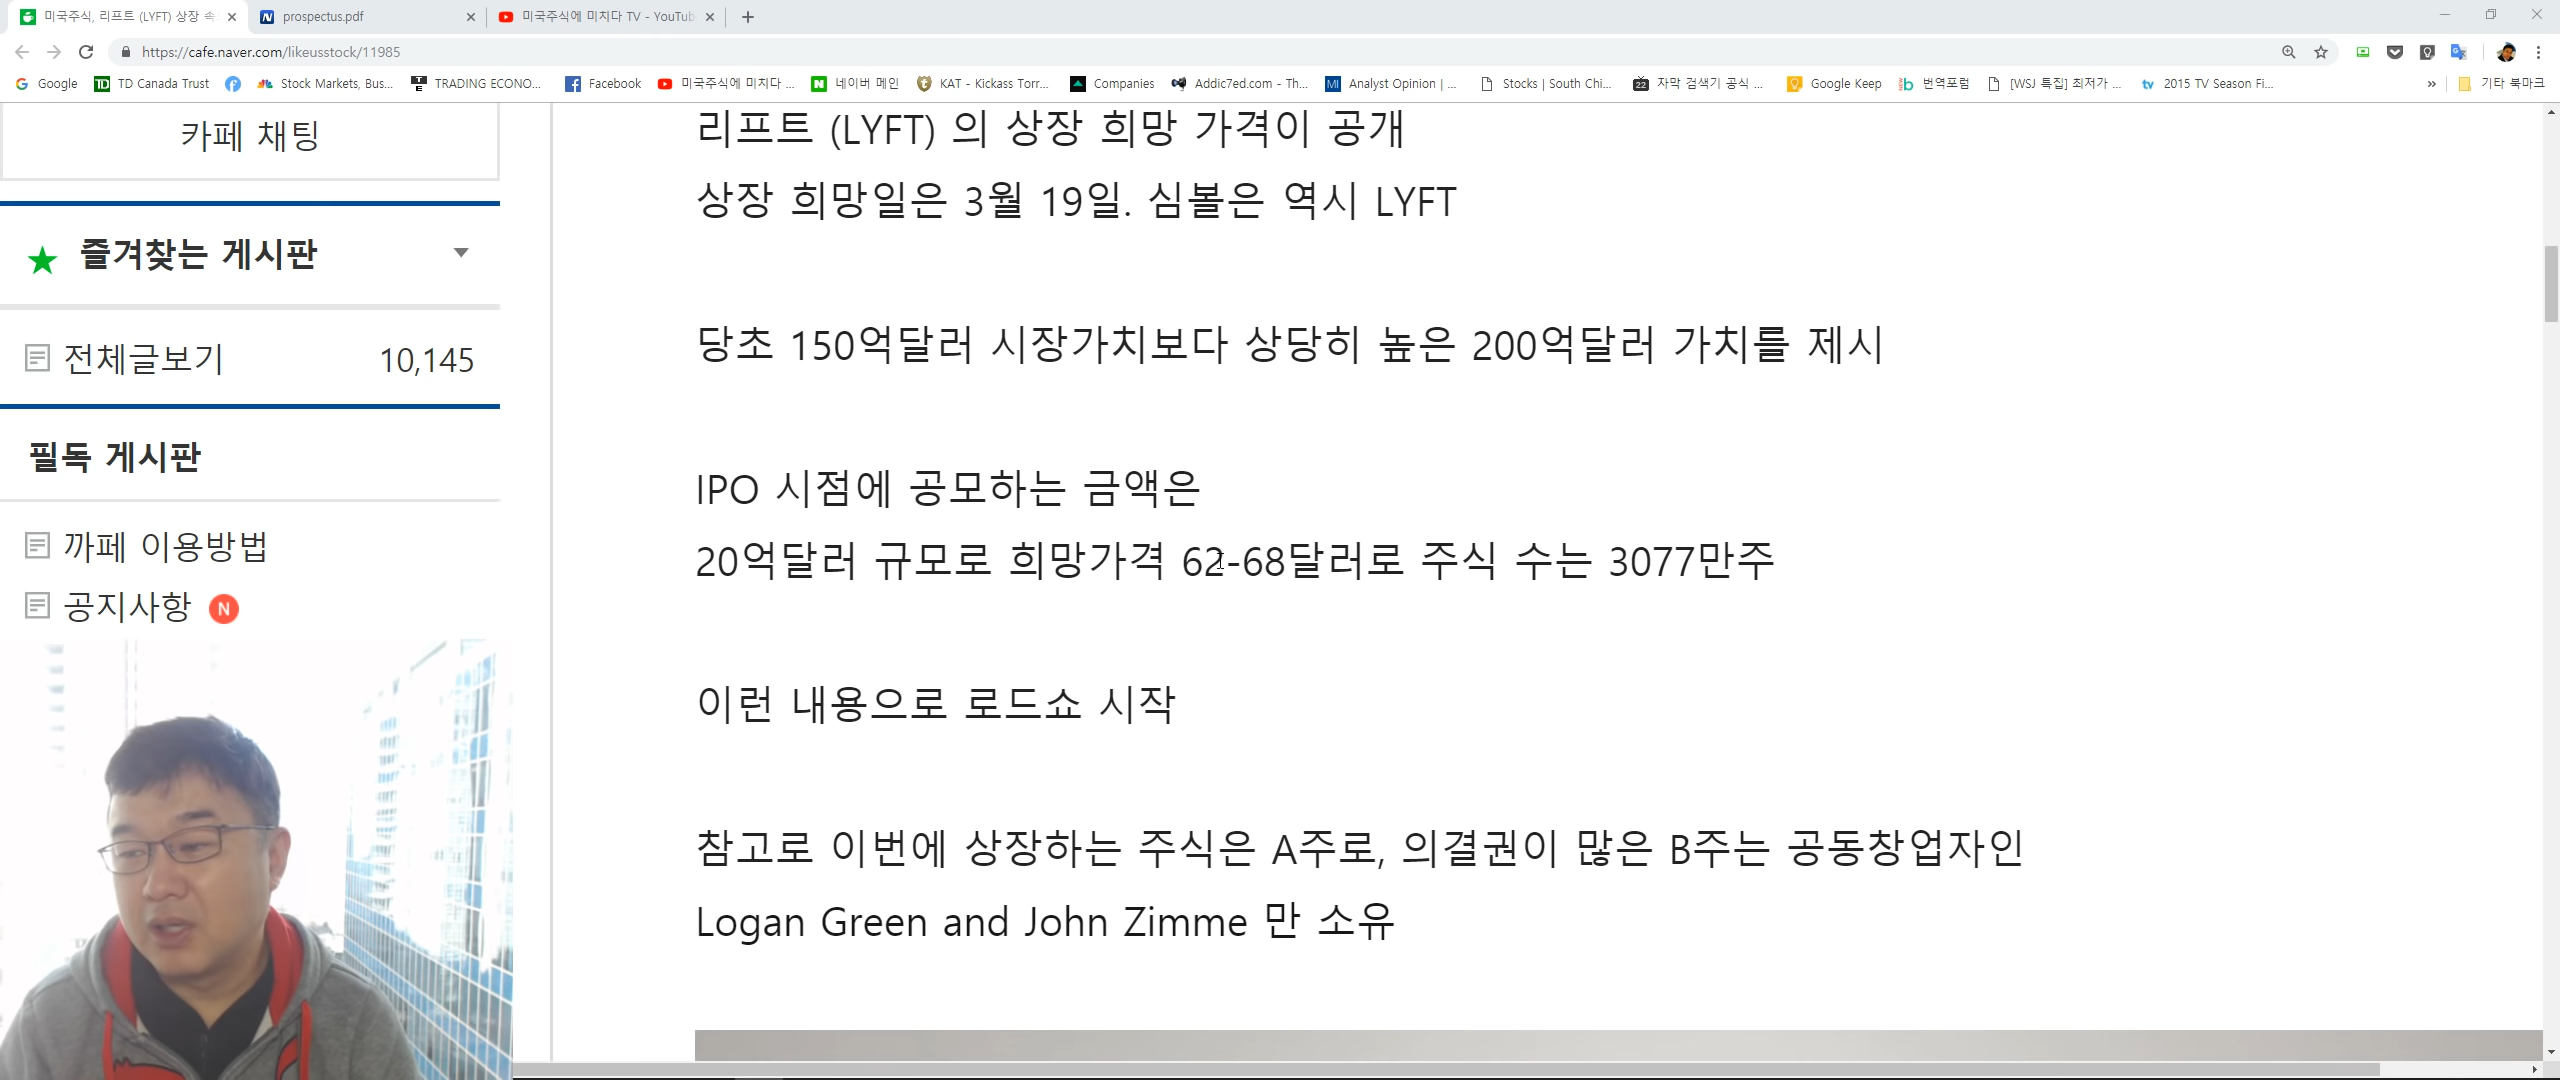 미국주식, 리프트 (LYFT) 상장 속
prospectus.pdf
미국주식에 미치다 TV - YouTub
https://cafe.naver.com/likeusstock/11985
Google
TD Canada Trust
Stock Markets, Bus...
TRADING ECONO...
Facebook
미국주식에 미치다 ...
네이버 메인
KAT - Kickass Torr...
Companies
Addic7ed.com - Th...
Analyst Opinion | ...
Stocks | South Chi...
자막 검색기 공식 ...
Google Keep
번역포럼
[WSJ 특집] 최저가 ...
2015 TV Season Fi...
»
기타 북마크
카페 채팅
즐겨찾는 게시판
전체글보기 10,145
필독 게시판
까페 이용방법
공지사항 N
리프트 (LYFT) 의 상장 희망 가격이 공개
상장 희망일은 3월 19일. 심볼은 역시 LYFT
당초 150억달러 시장가치보다 상당히 높은 200억달러 가치를 제시
IPO 시점에 공모하는 금액은
20억달러 규모로 희망가격 62-68달러로 주식 수는 3077만주
이런 내용으로 로드쇼 시작
참고로 이번에 상장하는 주식은 A주로, 의결권이 많은 B주는 공동창업자인
Logan Green and John Zimme 만 소유